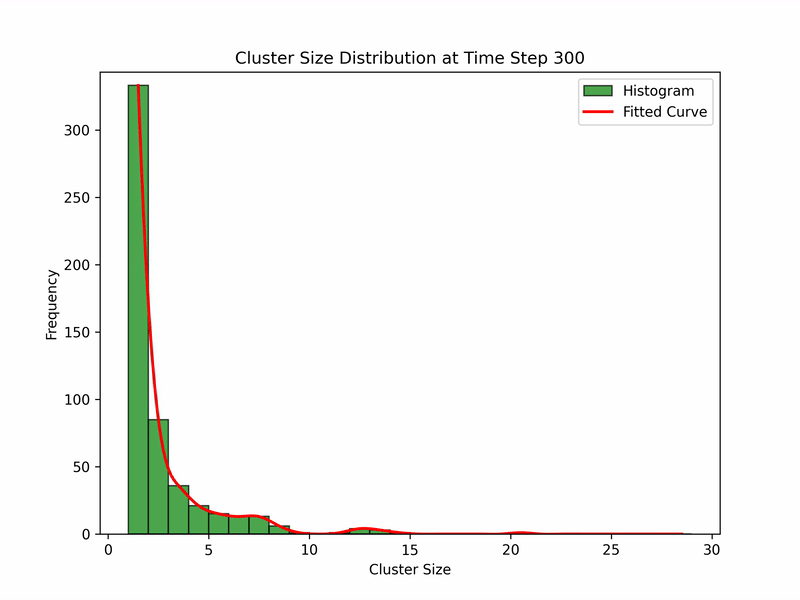 Cluster Size Distribution at Time Step 300
Histogram
Fitted Curve
Frequency
300
250
200
150
100
50
0
0 5 10 15 20 25 30
Cluster Size